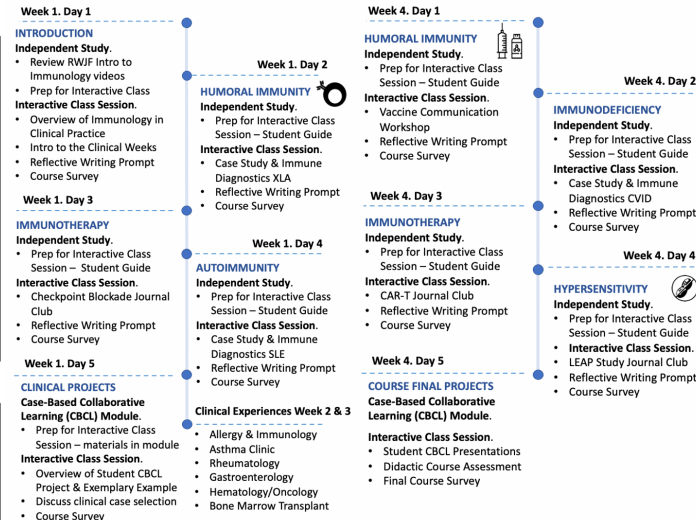 Week 1. Day 1
INTRODUCTION
Independent Study.
• Review RWJF Intro to
Immunology videos
• Prep for Interactive Class
Interactive Class Session.
• Overview of Immunology in
Clinical Practice
• Intro to the Clinical Weeks
• Reflective Writing Prompt
• Course Survey
Week 1. Day 2
HUMORAL IMMUNITY
Independent Study.
• Prep for Interactive Class
Session – Student Guide
Interactive Class Session.
• Case Study & Immune
Diagnostics XLA
• Reflective Writing Prompt
• Course Survey
Week 1. Day 3
IMMUNOTHERAPY
Independent Study.
• Prep for Interactive Class
Session – Student Guide
Interactive Class Session.
• Checkpoint Blockade Journal
Club
• Reflective Writing Prompt
• Course Survey
Week 1. Day 4
AUTOIMMUNITY
Independent Study.
• Prep for Interactive Class
Session – Student Guide
Interactive Class Session.
• Case Study & Immune
Diagnostics SLE
• Reflective Writing Prompt
• Course Survey
Week 1. Day 5
CLINICAL PROJECTS
Case-Based Collaborative
Learning (CBCL) Module.
• Prep for Interactive Class
Session – materials in module
Interactive Class Session.
• Overview of Student CBCL
Project & Exemplary Example
• Discuss clinical case selection
• Course Survey
Clinical Experiences Week 2 & 3
• Allergy & Immunology
• Asthma Clinic
• Rheumatology
• Gastroenterology
• Hematology/Oncology
• Bone Marrow Transplant
Week 4. Day 1
HUMORAL IMMUNITY
Independent Study.
• Prep for Interactive Class
Session – Student Guide
Interactive Class Session.
• Vaccine Communication
Workshop
• Reflective Writing Prompt
• Course Survey
Week 4. Day 2
IMMUNODEFICIENCY
Independent Study.
• Prep for Interactive Class
Session – Student Guide
Interactive Class Session.
• Case Study & Immune
Diagnostics CVID
• Reflective Writing Prompt
• Course Survey
Week 4. Day 3
IMMUNOTHERAPY
Independent Study.
• Prep for Interactive Class
Session – Student Guide
Interactive Class Session.
• CAR-T Journal Club
• Reflective Writing Prompt
• Course Survey
Week 4. Day 4
HYPERSENSITIVITY
Independent Study.
• Prep for Interactive Class
Session – Student Guide
• Interactive Class Session.
• LEAP Study Journal Club
• Reflective Writing Prompt
• Course Survey
Week 4. Day 5
COURSE FINAL PROJECTS
Case-Based Collaborative
Learning (CBCL) Module.
Interactive Class Session.
• Student CBCL Presentations
• Didactic Course Assessment
• Final Course Survey